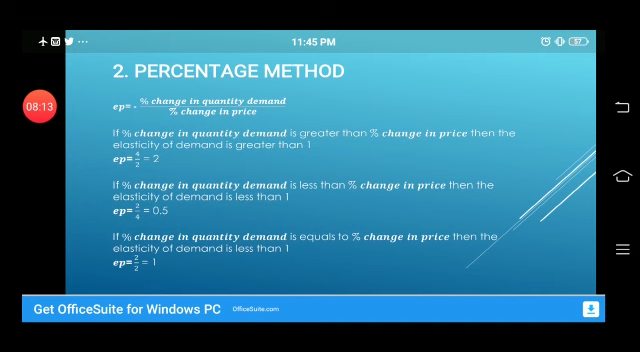 11:45 PM
57
08:13
2. PERCENTAGE METHOD
ep= - % change in quantity demand / % change in price
If % change in quantity demand is greater than % change in price then the
elasticity of demand is greater than 1
ep= 4/2 = 2
If % change in quantity demand is less than % change in price then the
elasticity of demand is less than 1
ep= 2/4 = 0.5
If % change in quantity demand is equals to % change in price then the
elasticity of demand is less than 1
ep= 2/2 = 1
Get OfficeSuite for Windows PC OfficeSuite.com